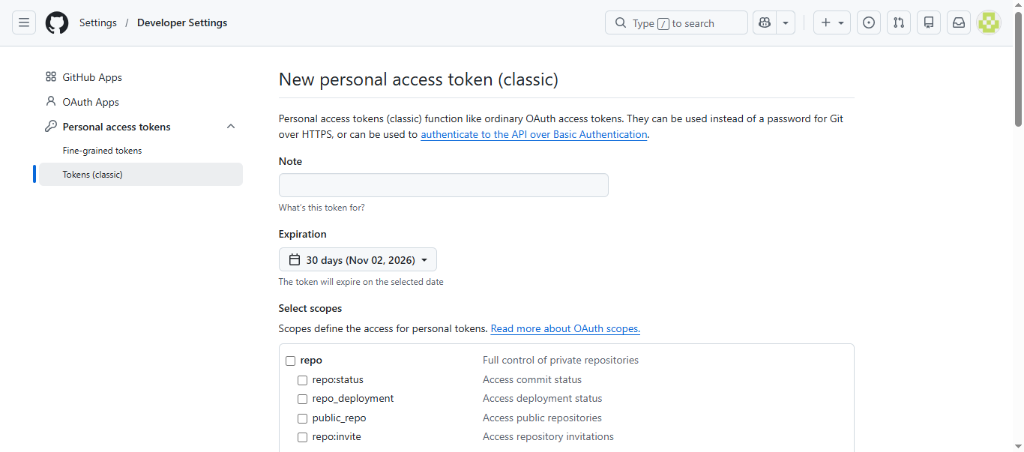 Settings / Developer Settings
Type / to search
GitHub Apps
OAuth Apps
Personal access tokens
Fine-grained tokens
Tokens (classic)
New personal access token (classic)
Personal access tokens (classic) function like ordinary OAuth access tokens. They can be used instead of a password for Git
over HTTPS, or can be used to authenticate to the API over Basic Authentication.
Note
What's this token for?
Expiration
30 days (Nov 02, 2026)
The token will expire on the selected date
Select scopes
Scopes define the access for personal tokens. Read more about OAuth scopes.
repo Full control of private repositories
repo:status Access commit status
repo_deployment Access deployment status
public_repo Access public repositories
repo:invite Access repository invitations